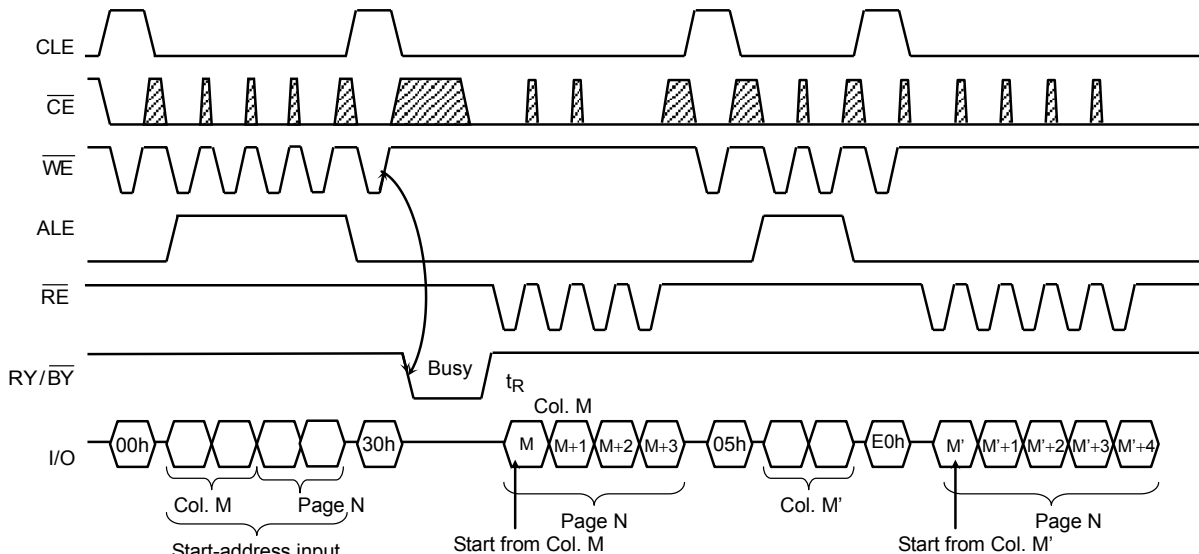 CLE
CE
WE
ALE
RE
RY/BY
Busy
tR
Col. M
I/O
00h
30h
M
M+1
M+2
M+3
05h
E0h
M'
M'+1
M'+2
M'+3
M'+4
Col. M
Page N
Col. M'
Page N
Page N
Start-address input
Start from Col. M
Start from Col. M'